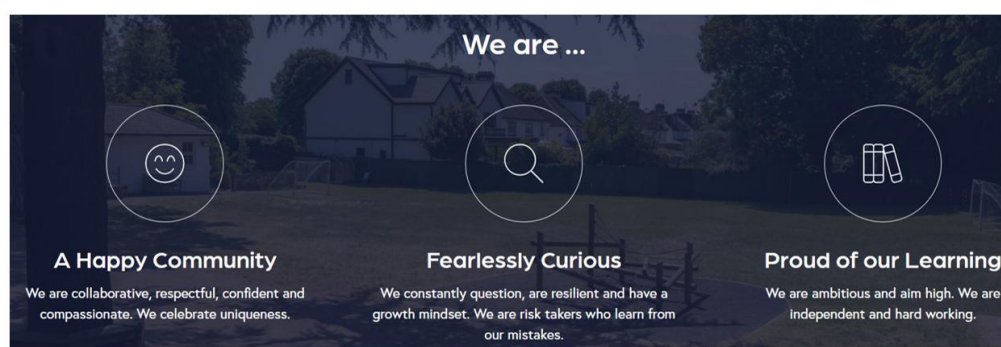 We are ...
A Happy Community
We are collaborative, respectful, confident and
compassionate. We celebrate uniqueness.
Fearlessly Curious
We constantly question, are resilient and have a
growth mindset. We are risk takers who learn from
our mistakes.
Proud of our Learning
We are ambitious and aim high. We are
independent and hard working.